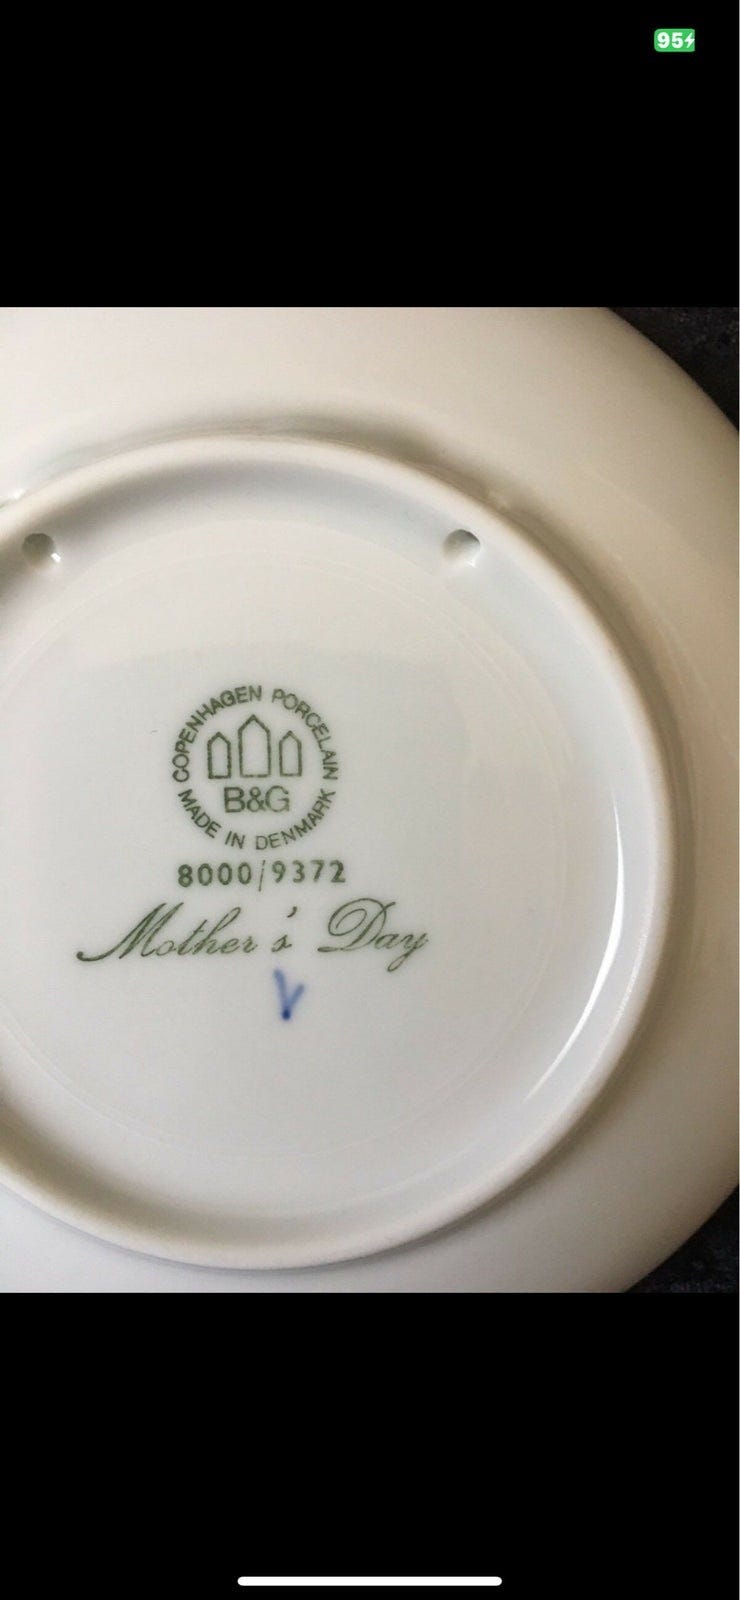 95
COPENHAGEN PORCELAIN
B&G
MADE IN DENMARK
8000/9372
Mother's Day
V